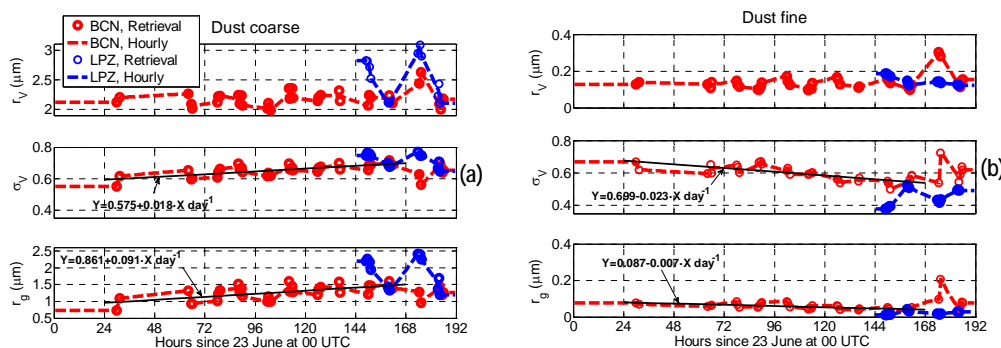 Dust coarse
BCN, Retrieval
BCN, Hourly
LPZ, Retrieval
LPZ, Hourly
r_V (μm)
3
2.5
2
σ_V
0.8
0.6
0.4
Y=0.575+0.018·X day⁻¹
(a)
r_g (μm)
2.5
2
1.5
1
0.5
Y=0.861+0.091·X day⁻¹
0 24 48 72 96 120 144 168 192
Hours since 23 June at 00 UTC
Dust fine
r_V (μm)
0.4
0.2
0
σ_V
0.8
0.6
0.4
Y=0.699-0.023·X day⁻¹
(b)
r_g (μm)
0.4
0.2
0
Y=0.087-0.007·X day⁻¹
0 24 48 72 96 120 144 168 192
Hours since 23 June at 00 UTC